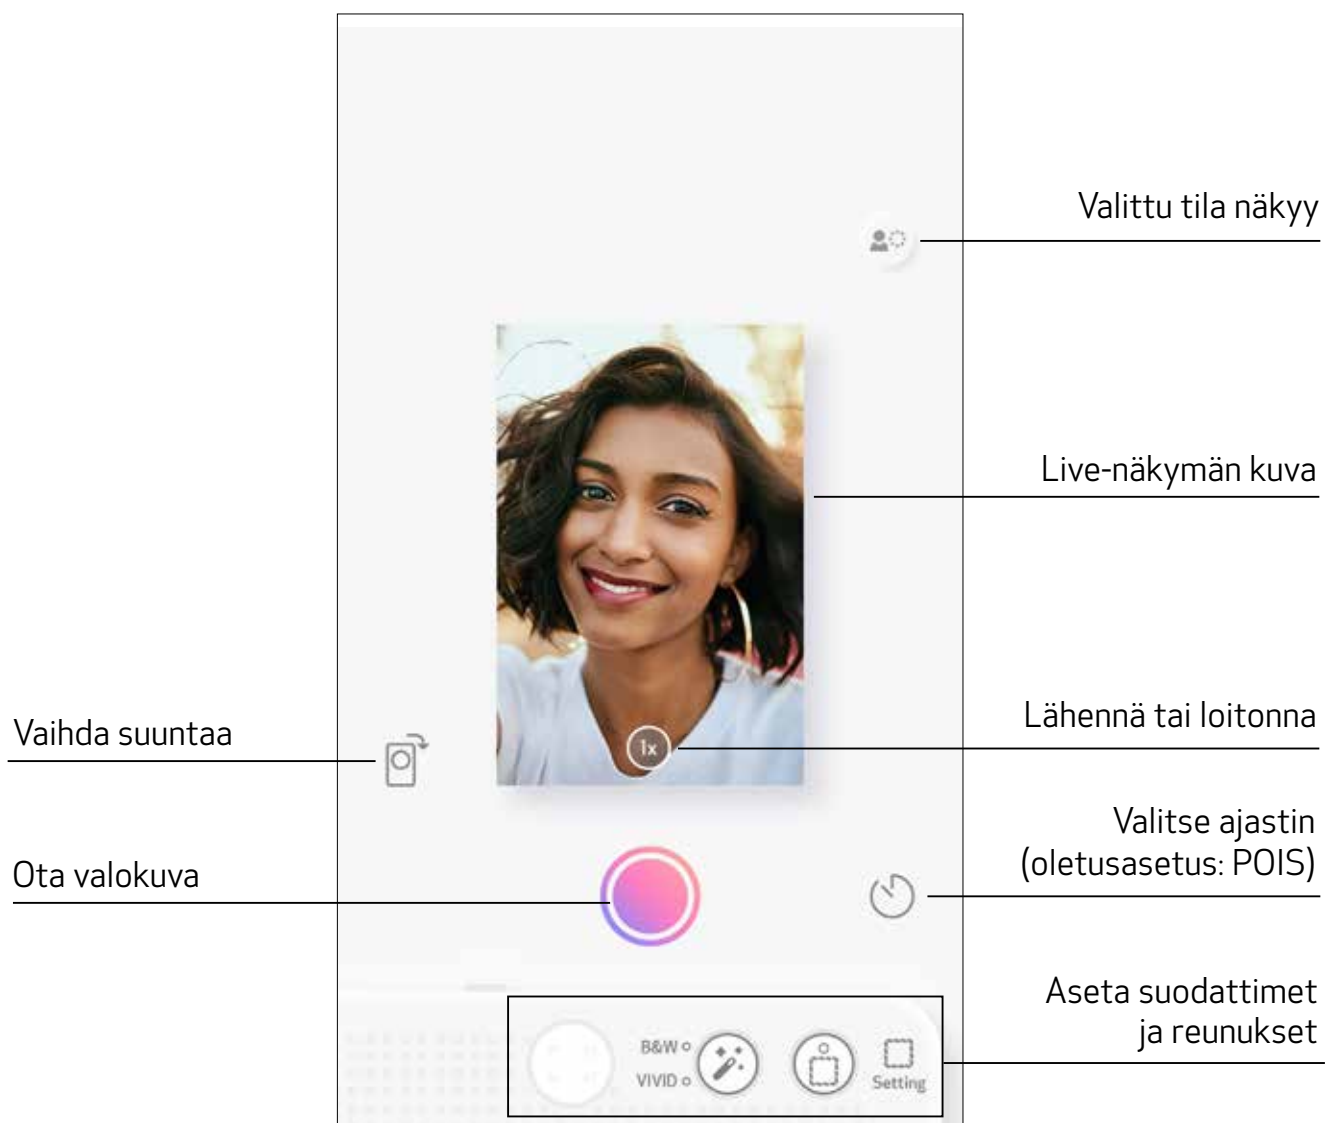 Valittu tila näkyy
Live-näkymän kuva
Lähennä tai loitonna
1x
Vaihda suuntaa
Valitse ajastin
(oletusasetus: POIS)
Ota valokuva
Aseta suodattimet
ja reunukset
B&W
VIVID
Setting